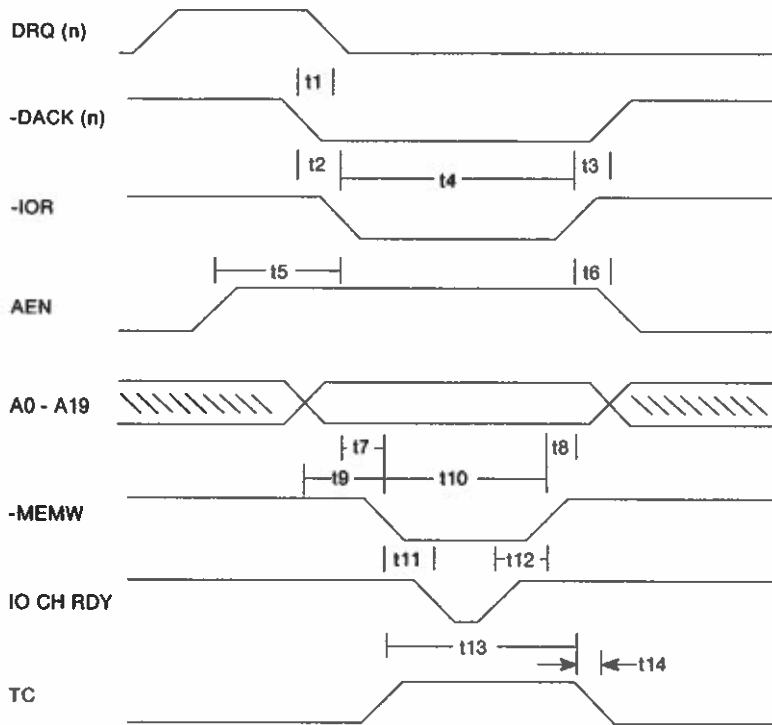 DRQ (n)
t1
-DACK (n)
t2
t4
t3
-IOR
t5
t6
AEN
A0 - A19
t7
t8
t9
t10
-MEMW
t11
t12
IO CH RDY
t13
t14
TC